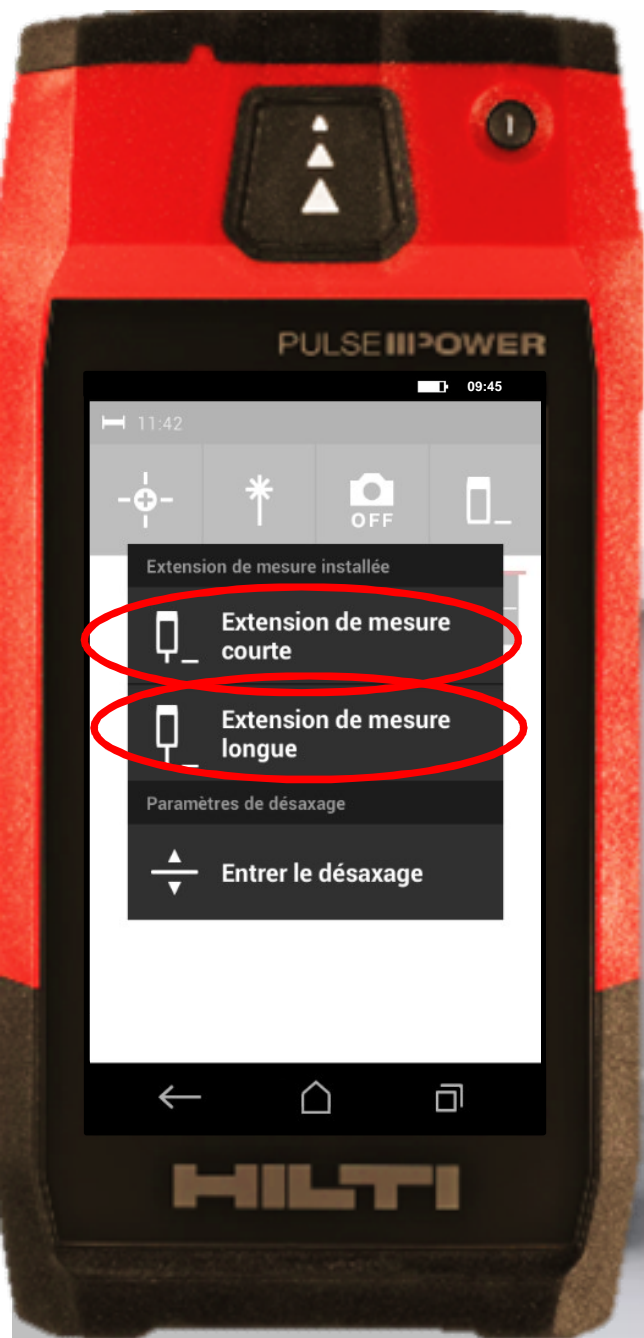 I
PULSE POWER
09:45
11:42
OFF
Extension de mesure installée
Extension de mesure
courte
Extension de mesure
longue
Paramètres de désaxage
Entrer le désaxage
HILTI